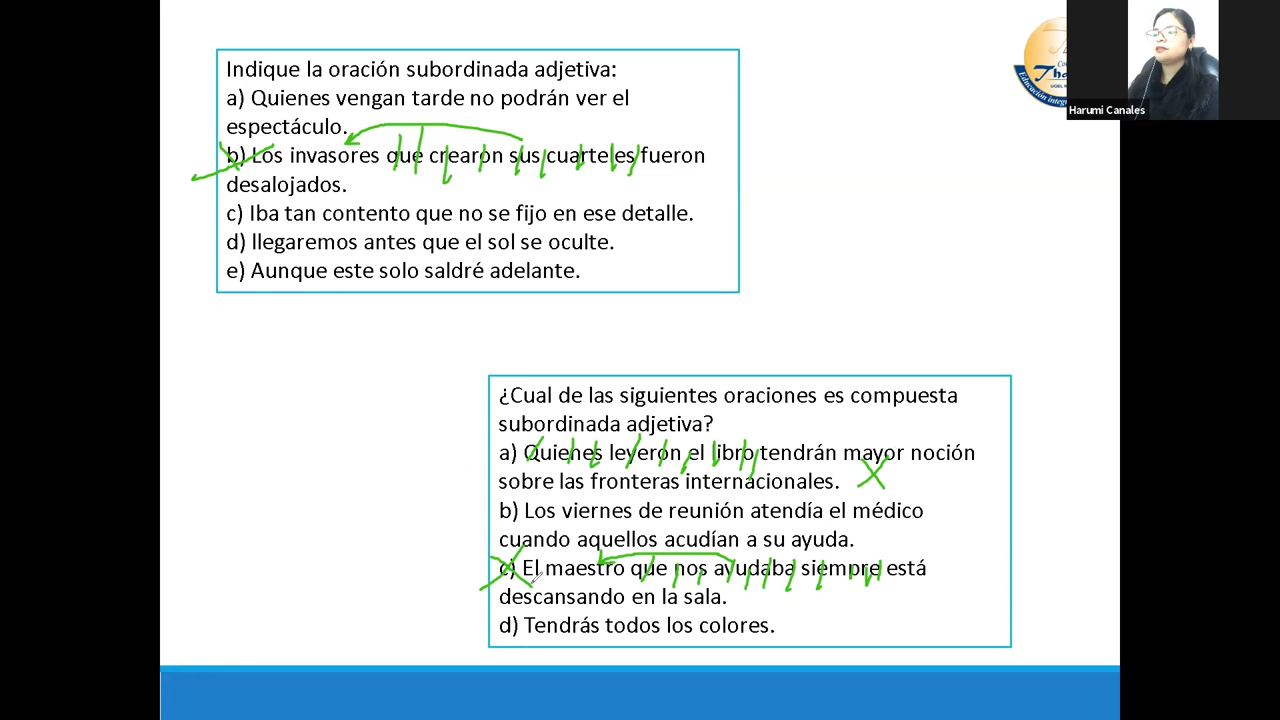 Indique la oración subordinada adjetiva:
a) Quienes vengan tarde no podrán ver el
espectáculo.
b) Los invasores que crearon sus cuarteles fueron
desalojados.
c) Iba tan contento que no se fijo en ese detalle.
d) llegaremos antes que el sol se oculte.
e) Aunque este solo saldré adelante.
Harumi Canales
¿Cual de las siguientes oraciones es compuesta
subordinada adjetiva?
a) Quienes leyeron el libro tendrán mayor noción
sobre las fronteras internacionales.
b) Los viernes de reunión atendía el médico
cuando aquellos acudían a su ayuda.
c) El maestro que nos ayudaba siempre está
descansando en la sala.
d) Tendrás todos los colores.